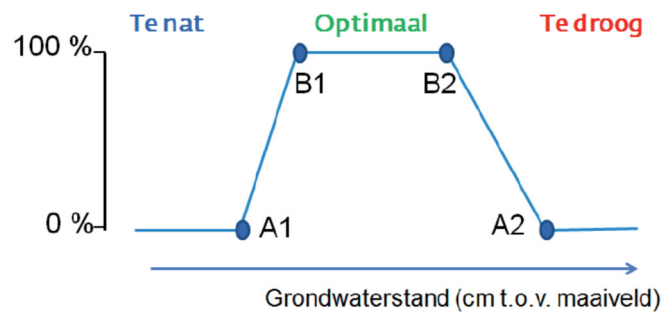 Te nat Optimaal Te droog
100 %
B1 B2
0 %
A1 A2
Grondwaterstand (cm t.o.v. maaiveld)